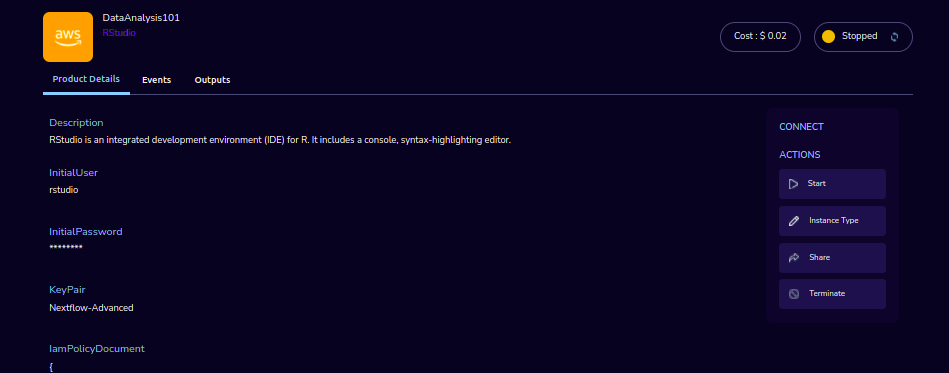 aws
DataAnalysis101
RStudio
Cost : $ 0.02
Stopped
Product Details
Events
Outputs
Description
RStudio is an integrated development environment (IDE) for R. It includes a console, syntax-highlighting editor.
InitialUser
rstudio
InitialPassword
********
KeyPair
Nextflow-Advanced
IamPolicyDocument
{
CONNECT
ACTIONS
Start
Instance Type
Share
Terminate